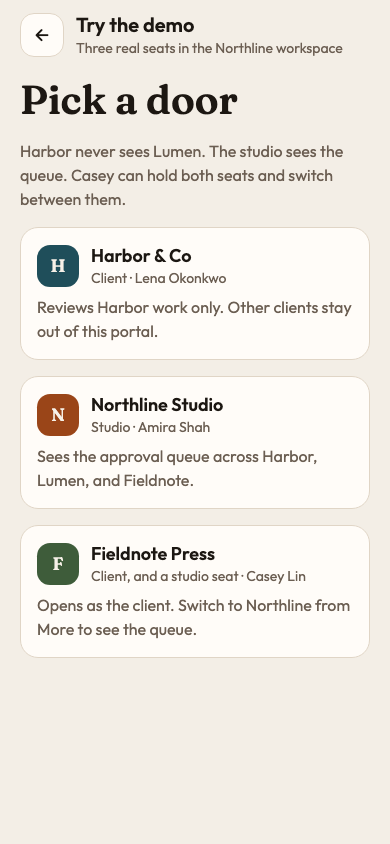 Try the demo
Three real seats in the Northline workspace
Pick a door
Harbor never sees Lumen. The studio sees the
queue. Casey can hold both seats and switch
between them.
H
Harbor & Co
Client · Lena Okonkwo
Reviews Harbor work only. Other clients stay
out of this portal.
N
Northline Studio
Studio · Amira Shah
Sees the approval queue across Harbor,
Lumen, and Fieldnote.
F
Fieldnote Press
Client, and a studio seat · Casey Lin
Opens as the client. Switch to Northline from
More to see the queue.